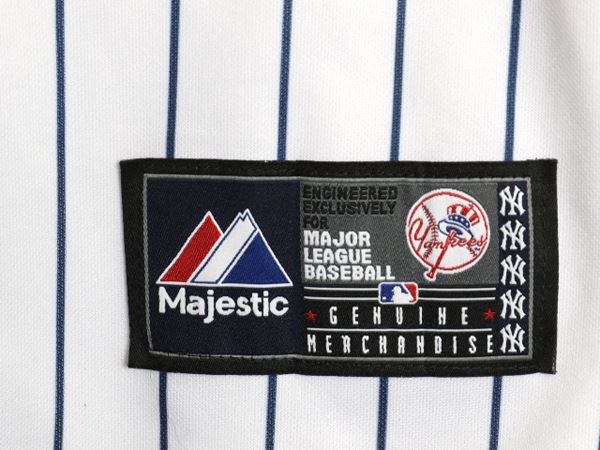 Majestic
ENGINEERED
EXCLUSIVELY
FOR
MAJOR
LEAGUE
BASEBALL
Yankees
GENUINE
MERCHANDISE
NY
NY
NY
NY
NY